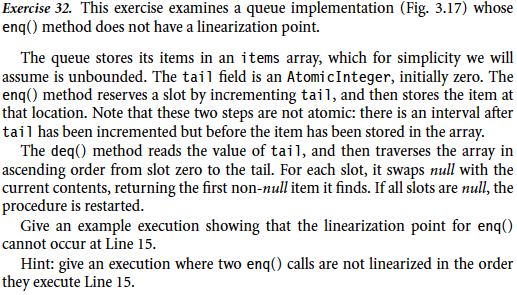 Exercise 32. This exercise examines a queue implementation (Fig. 3.17) whose
enq() method does not have a linearization point.
The queue stores its items in an items array, which for simplicity we will
assume is unbounded. The tail field is an AtomicInteger, initially zero. The
enq() method reserves a slot by incrementing tail, and then stores the item at
that location. Note that these two steps are not atomic: there is an interval after
tail has been incremented but before the item has been stored in the array.
The deq() method reads the value of tail, and then traverses the array in
ascending order from slot zero to the tail. For each slot, it swaps null with the
current contents, returning the first non-null item it finds. If all slots are null, the
procedure is restarted.
Give an example execution showing that the linearization point for enq()
cannot occur at Line 15.
Hint: give an execution where two enq() calls are not linearized in the order
they execute Line 15.